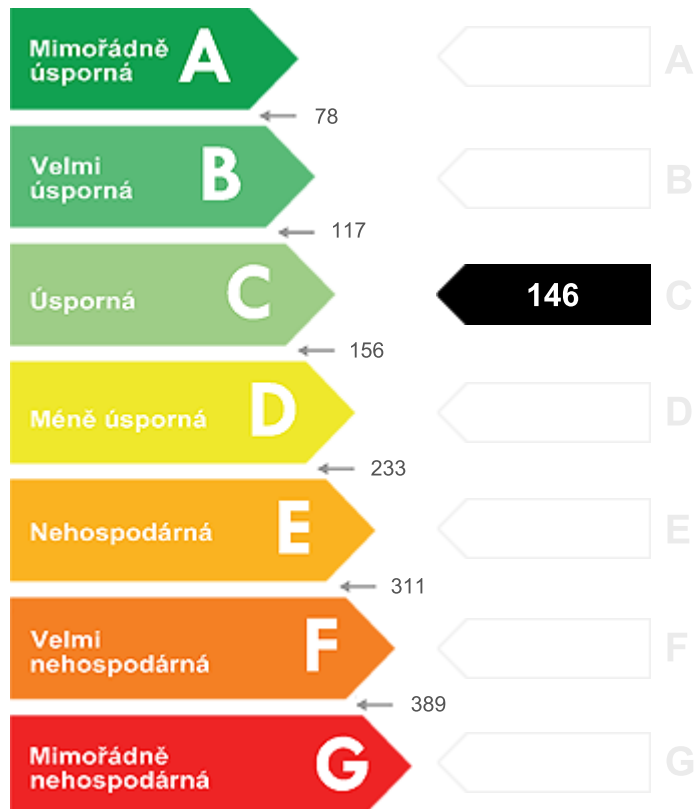 Mimořádně
úsporná
A
A
78
Velmi
úsporná
B
B
117
Úsporná
C
146
C
156
Méně úsporná
D
D
233
Nehospodárná
E
E
311
Velmi
nehospodárná
F
F
389
Mimořádně
nehospodárná
G
G